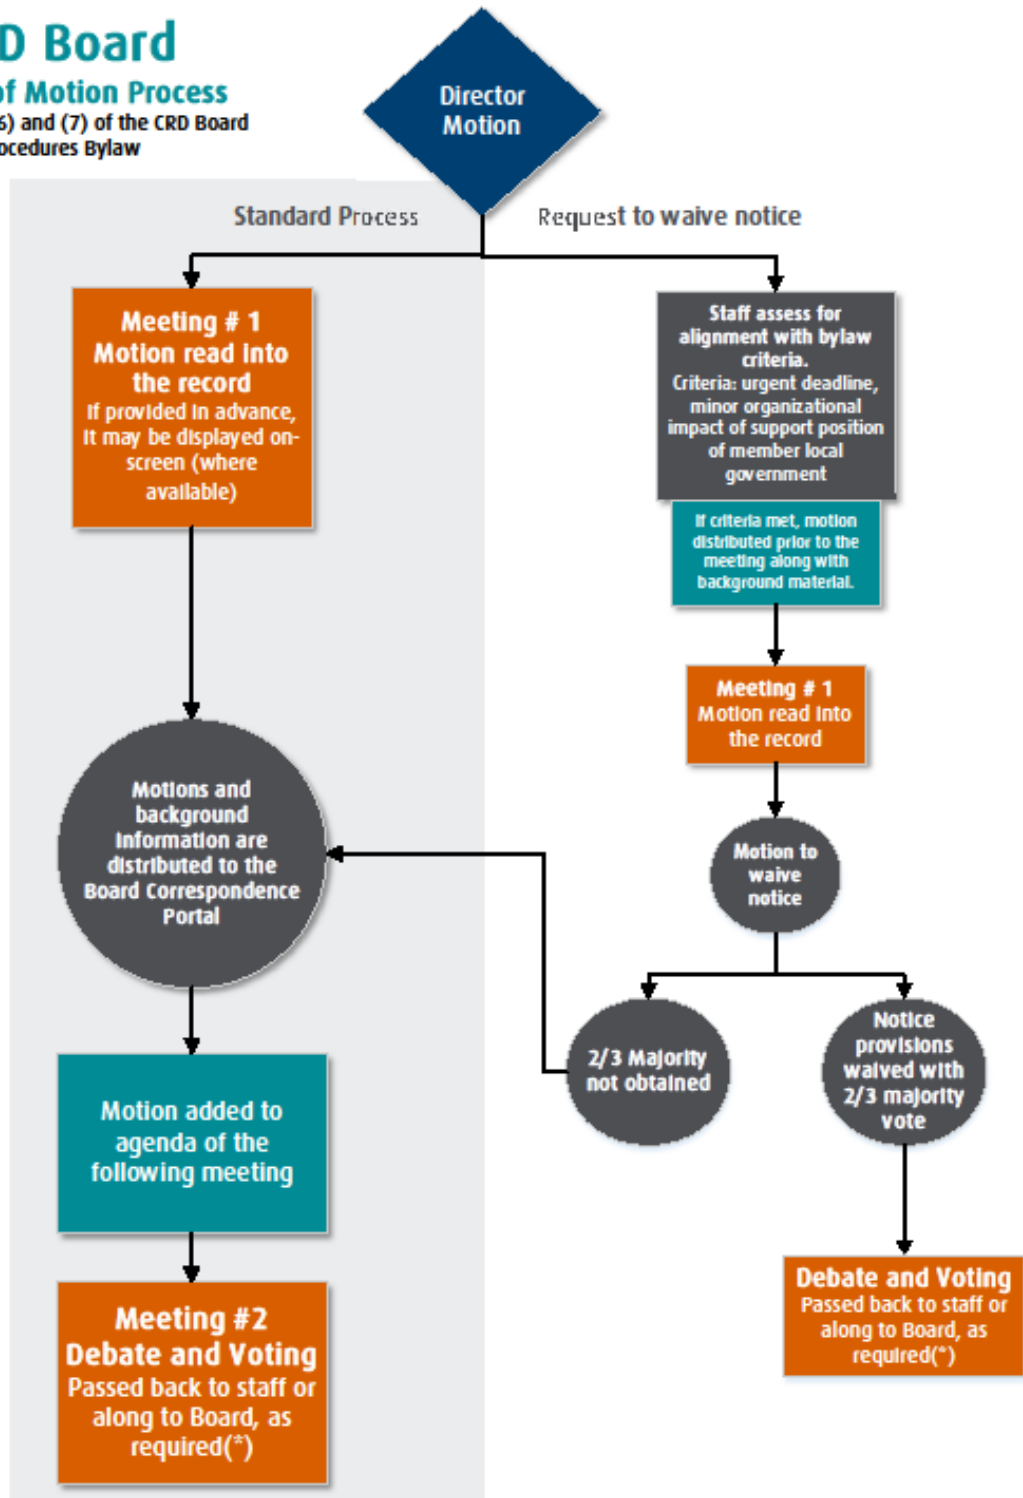 D Board
of Motion Process
6) and (7) of the CRD Board
ocedures Bylaw
Director
Motion
Standard Process
Request to waive notice
Meeting # 1
Motion read into
the record
If provided in advance,
it may be displayed on-
screen (where
available)
Staff assess for
alignment with bylaw
criteria.
Criteria: urgent deadline,
minor organizational
impact of support position
of member local
government
If criteria met, motion
distributed prior to the
meeting along with
background material.
Meeting # 1
Motion read into
the record
Motion to
waive
notice
Motions and
background
information are
distributed to the
Board Correspondence
Portal
2/3 Majority
not obtained
Notice
provisions
waived with
2/3 majority
vote
Motion added to
agenda of the
following meeting
Debate and Voting
Passed back to staff or
along to Board, as
required(*)
Meeting #2
Debate and Voting
Passed back to staff or
along to Board, as
required(*)